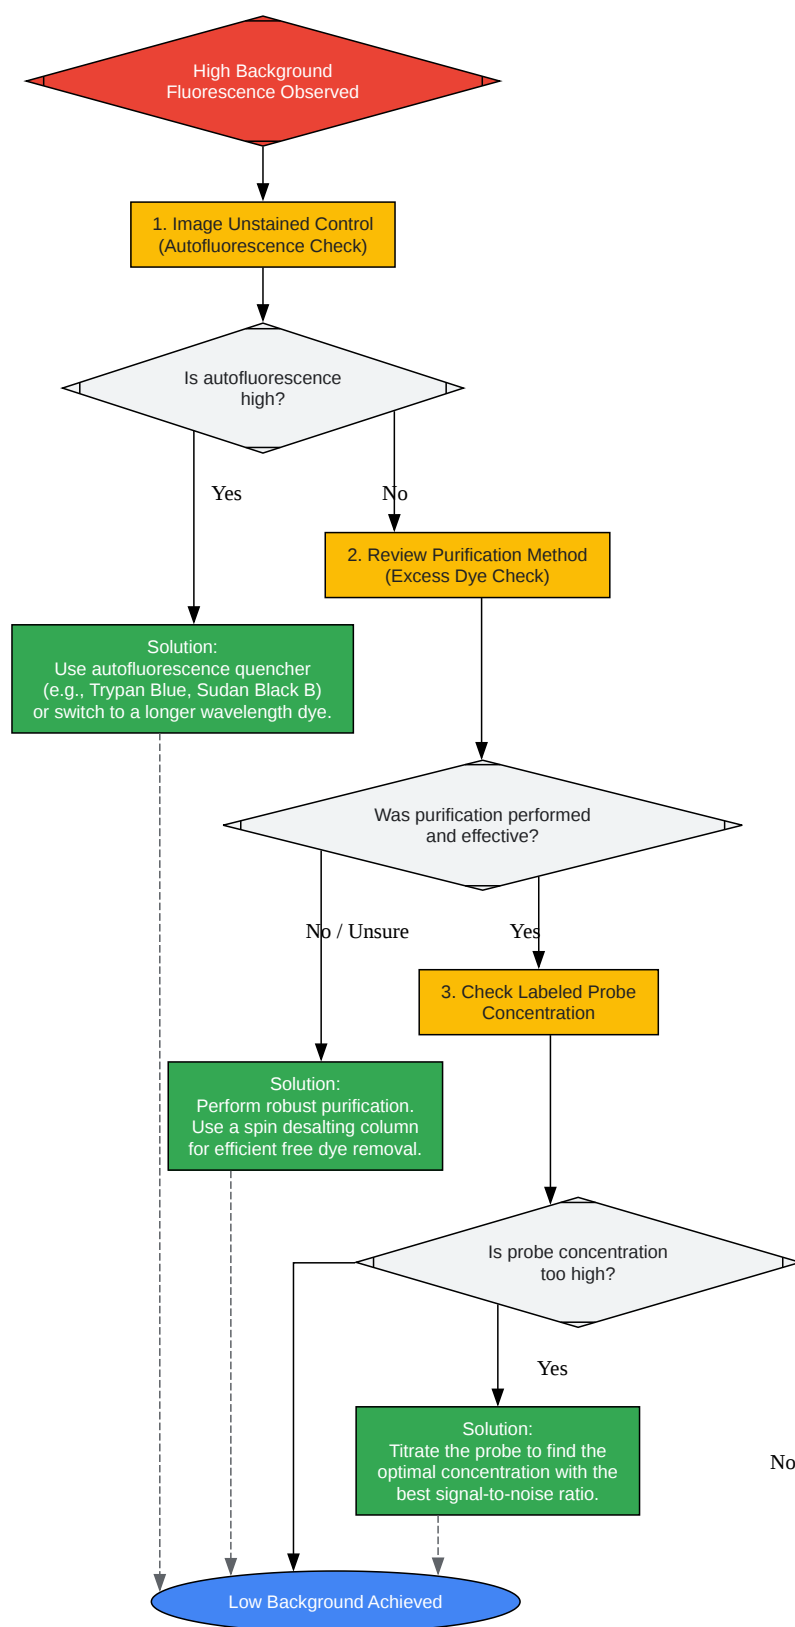 High Background
Fluorescence Observed
1. Image Unstained Control
(Autofluorescence Check)
Is autofluorescence
high?
Yes
No
2. Review Purification Method
(Excess Dye Check)
Solution:
Use autofluorescence quencher
(e.g., Trypan Blue, Sudan Black B)
or switch to a longer wavelength dye.
Was purification performed
and effective?
No / Unsure
Yes
3. Check Labeled Probe
Concentration
Solution:
Perform robust purification.
Use a spin desalting column
for efficient free dye removal.
Is probe concentration
too high?
Yes
Solution:
Titrate the probe to find the
optimal concentration with the
best signal-to-noise ratio.
No
Low Background Achieved